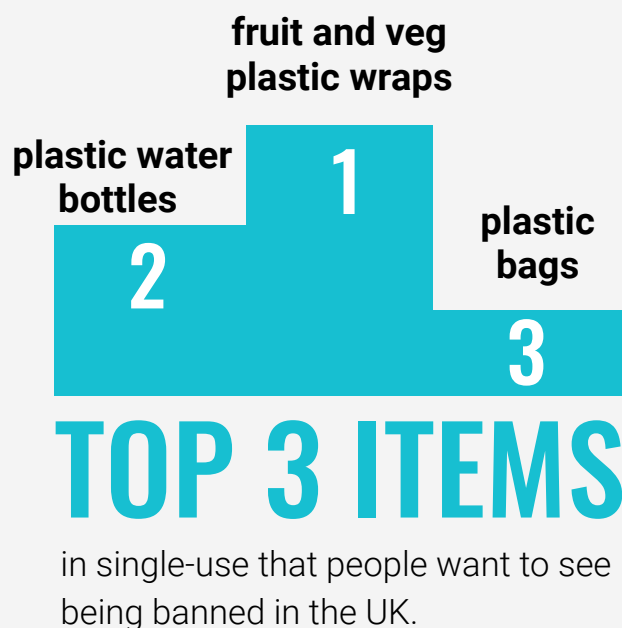 fruit and veg
plastic wraps
1
plastic water
bottles
2
plastic
bags
3
TOP 3 ITEMS
in single-use that people want to see
being banned in the UK.